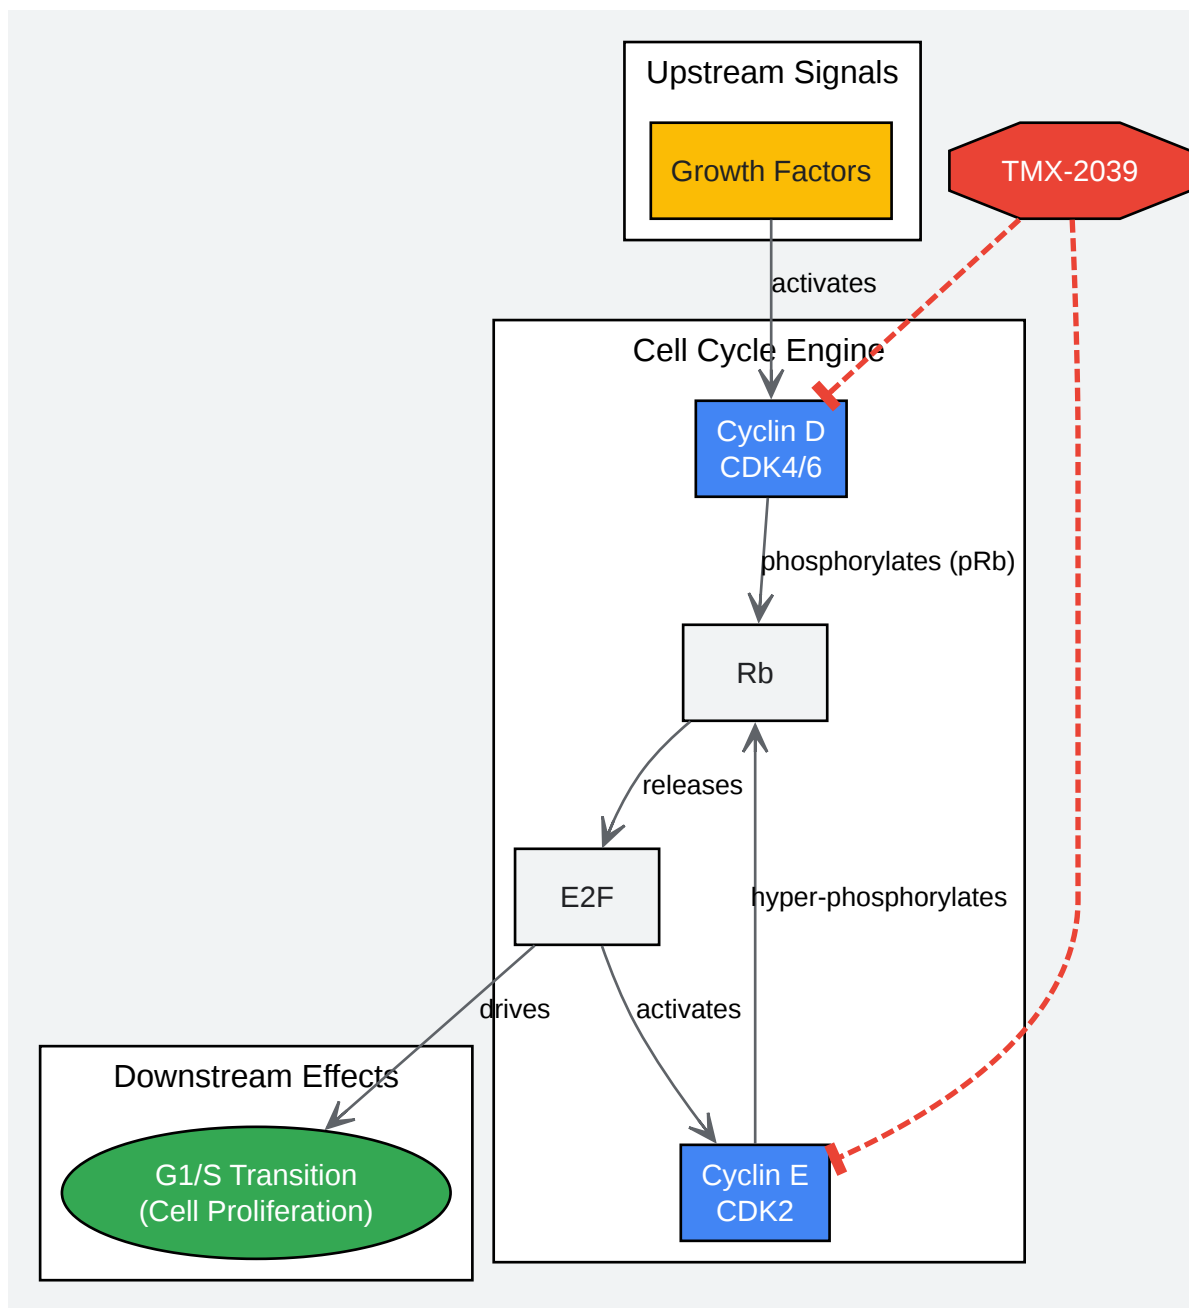 Upstream Signals
Growth Factors
TMX-2039
activates
Cell Cycle Engine
Cyclin D
CDK4/6
phosphorylates (pRb)
Rb
releases
E2F
hyper-phosphorylates
drives
activates
Downstream Effects
G1/S Transition
(Cell Proliferation)
Cyclin E
CDK2